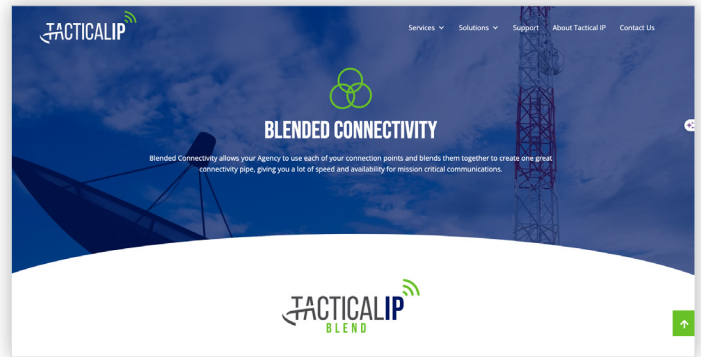 TACTICALIP
Services Solutions Support About Tactical IP Contact Us
BLENDED CONNECTIVITY
Blended Connectivity allows your Agency to use each of your connection points and blends them together to create one great
connectivity pipe, giving you a lot of speed and availability for mission critical communications.
TACTICALIP
BLEND